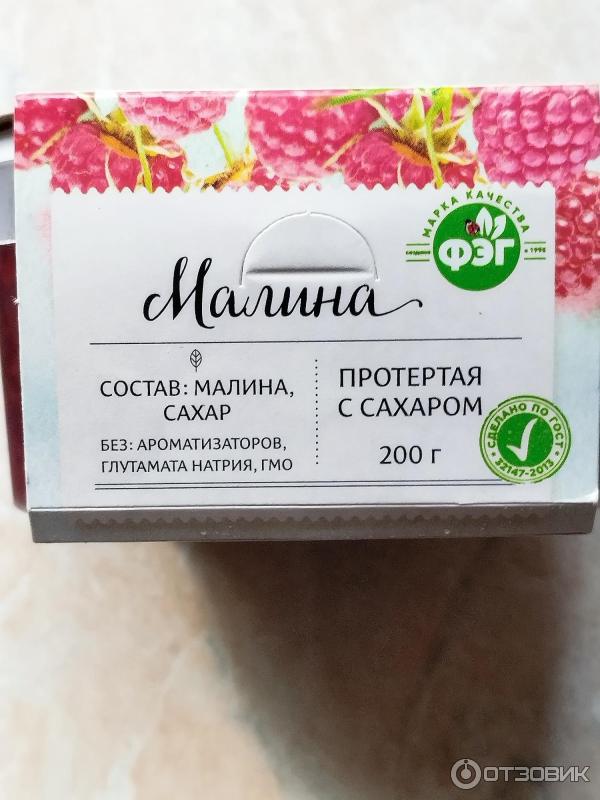 МАРКА КАЧЕСТВА
ФЭГ
с 1998
Малина
СОСТАВ: МАЛИНА,
САХАР
БЕЗ: АРОМАТИЗАТОРОВ,
ГЛУТАМАТА НАТРИЯ, ГМО
ПРОТЕРТАЯ
С САХАРОМ
200 г
СДЕЛАНО ПО ГОСТ
32147-2013
ОТЗОВИК